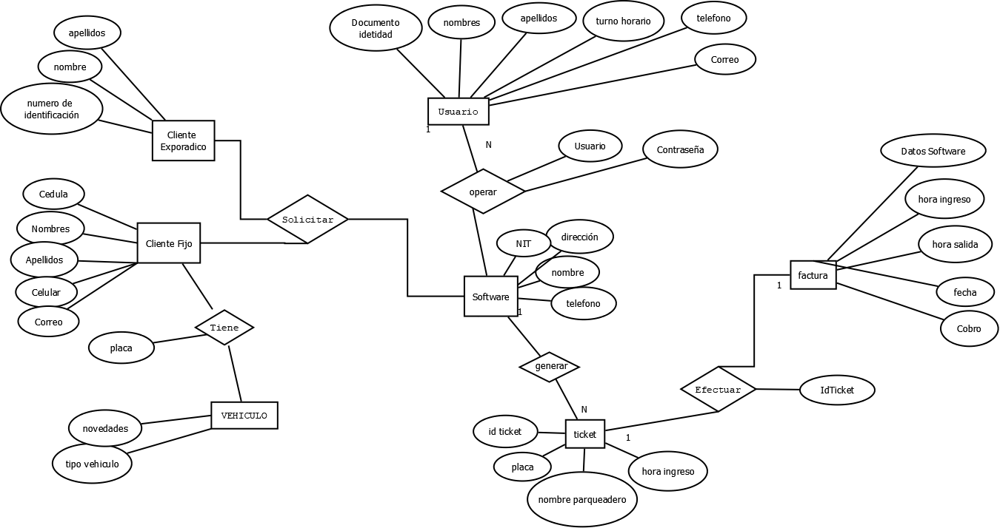 apellidos
nombre
numero de
identificación
Cliente
Exporadico
Documento
idetidad
nombres
apellidos
turno horario
telefono
Correo
Usuario
1
N
Usuario
Contraseña
operar
Datos Software
hora ingreso
hora salida
fecha
Cobro
factura
1
Cedula
Nombres
Apellidos
Celular
Correo
Cliente Fijo
Solicitar
NIT
dirección
nombre
telefono
Software
1
Tiene
placa
generar
N
Efectuar
IdTicket
VEHICULO
novedades
tipo vehiculo
id ticket
ticket
1
placa
hora ingreso
nombre parqueadero